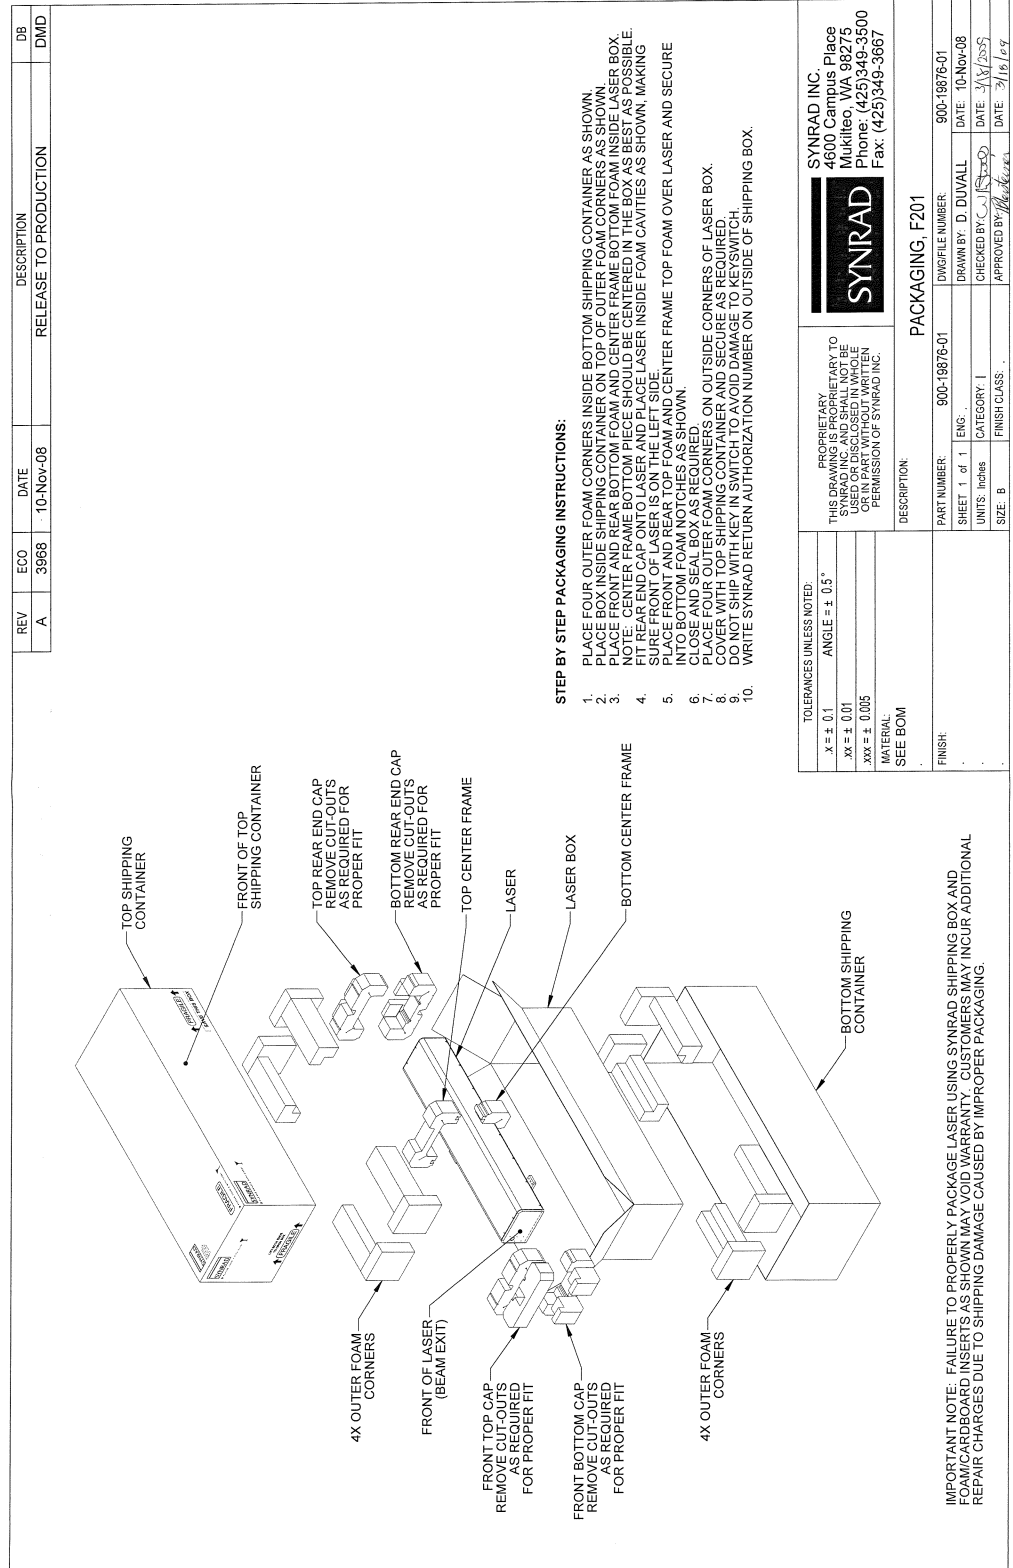 REV ECO DATE DESCRIPTION DB
A 3968 10-Nov-08 RELEASE TO PRODUCTION DMD
TOP SHIPPING
CONTAINER
FRONT OF TOP
SHIPPING CONTAINER
TOP REAR END CAP
REMOVE CUT-OUTS
AS REQUIRED FOR
PROPER FIT
BOTTOM REAR END CAP
REMOVE CUT-OUTS
AS REQUIRED FOR
PROPER FIT
TOP CENTER FRAME
LASER
LASER BOX
BOTTOM CENTER FRAME
BOTTOM SHIPPING
CONTAINER
4X OUTER FOAM
CORNERS
FRONT OF LASER
(BEAM EXIT)
FRONT TOP CAP
REMOVE CUT-OUTS
AS REQUIRED
FOR PROPER FIT
FRONT BOTTOM CAP
REMOVE CUT-OUTS
AS REQUIRED
FOR PROPER FIT
4X OUTER FOAM
CORNERS
FRAGILE
FRAGILE
FRAGILE
STEP BY STEP PACKAGING INSTRUCTIONS:
1. PLACE FOUR OUTER FOAM CORNERS INSIDE BOTTOM SHIPPING CONTAINER AS SHOWN.
2. PLACE BOX INSIDE SHIPPING CONTAINER ON TOP OF OUTER FOAM CORNERS AS SHOWN.
3. PLACE FRONT AND REAR BOTTOM FOAM AND CENTER FRAME BOTTOM FOAM INSIDE LASER BOX.
NOTE: CENTER FRAME BOTTOM PIECE SHOULD BE CENTERED IN THE BOX AS BEST AS POSSIBLE.
4. FIT REAR END CAP ONTO LASER AND PLACE LASER INSIDE FOAM CAVITIES AS SHOWN, MAKING
SURE FRONT OF LASER IS ON THE LEFT SIDE.
5. PLACE FRONT AND REAR TOP FOAM AND CENTER FRAME TOP FOAM OVER LASER AND SECURE
INTO BOTTOM FOAM NOTCHES AS SHOWN.
6. CLOSE AND SEAL BOX AS REQUIRED.
7. PLACE FOUR OUTER FOAM CORNERS ON OUTSIDE CORNERS OF LASER BOX.
8. COVER WITH TOP SHIPPING CONTAINER AND SECURE AS REQUIRED.
9. DO NOT SHIP WITH KEY IN SWITCH TO AVOID DAMAGE TO KEYSWITCH.
10. WRITE SYNRAD RETURN AUTHORIZATION NUMBER ON OUTSIDE OF SHIPPING BOX.
IMPORTANT NOTE: FAILURE TO PROPERLY PACKAGE LASER USING SYNRAD SHIPPING BOX AND
FOAM/CARDBOARD INSERTS AS SHOWN MAY VOID WARRANTY. CUSTOMERS MAY INCUR ADDITIONAL
REPAIR CHARGES DUE TO SHIPPING DAMAGE CAUSED BY IMPROPER PACKAGING.
TOLERANCES UNLESS NOTED:
.x = ± 0.1 ANGLE = ± 0.5°
.xx = ± 0.01
.xxx = ± 0.005
MATERIAL:
SEE BOM
FINISH:
PROPRIETARY
THIS DRAWING IS PROPRIETARY TO
SYNRAD INC. AND SHALL NOT BE
USED OR DISCLOSED IN WHOLE
OR IN PART WITHOUT WRITTEN
PERMISSION OF SYNRAD INC.
SYNRAD
SYNRAD INC.
4600 Campus Place
Mukilteo, WA 98275
Phone: (425)349-3500
Fax: (425)349-3667
DESCRIPTION:
PACKAGING, F201
PART NUMBER: 900-19876-01 DWG/FILE NUMBER: 900-19876-01
SHEET 1 of 1 ENG: . DRAWN BY: D. DUVALL DATE: 10-Nov-08
UNITS: Inches CATEGORY: I CHECKED BY: DATE: 3/18/2009
SIZE: B FINISH CLASS: . APPROVED BY: DATE: 3/18/09